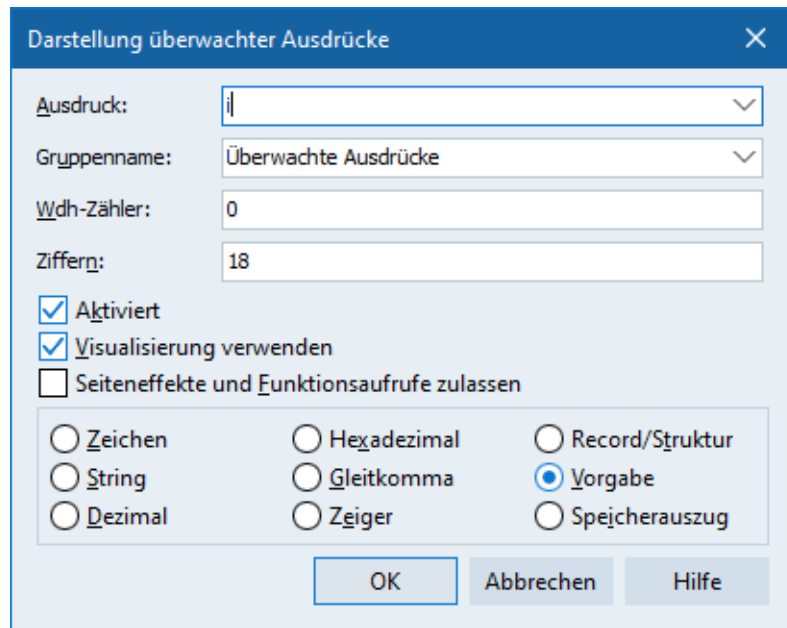 Darstellung überwachter Ausdrücke
Ausdruck: i
Gruppenname: Überwachte Ausdrücke
Wdh-Zähler: 0
Ziffern: 18
Aktiviert
Visualisierung verwenden
Seiteneffekte und Funktionsaufrufe zulassen
Zeichen Hexadezimal Record/Struktur
String Gleitkomma Vorgabe
Dezimal Zeiger Speicherauszug
OK Abbrechen Hilfe